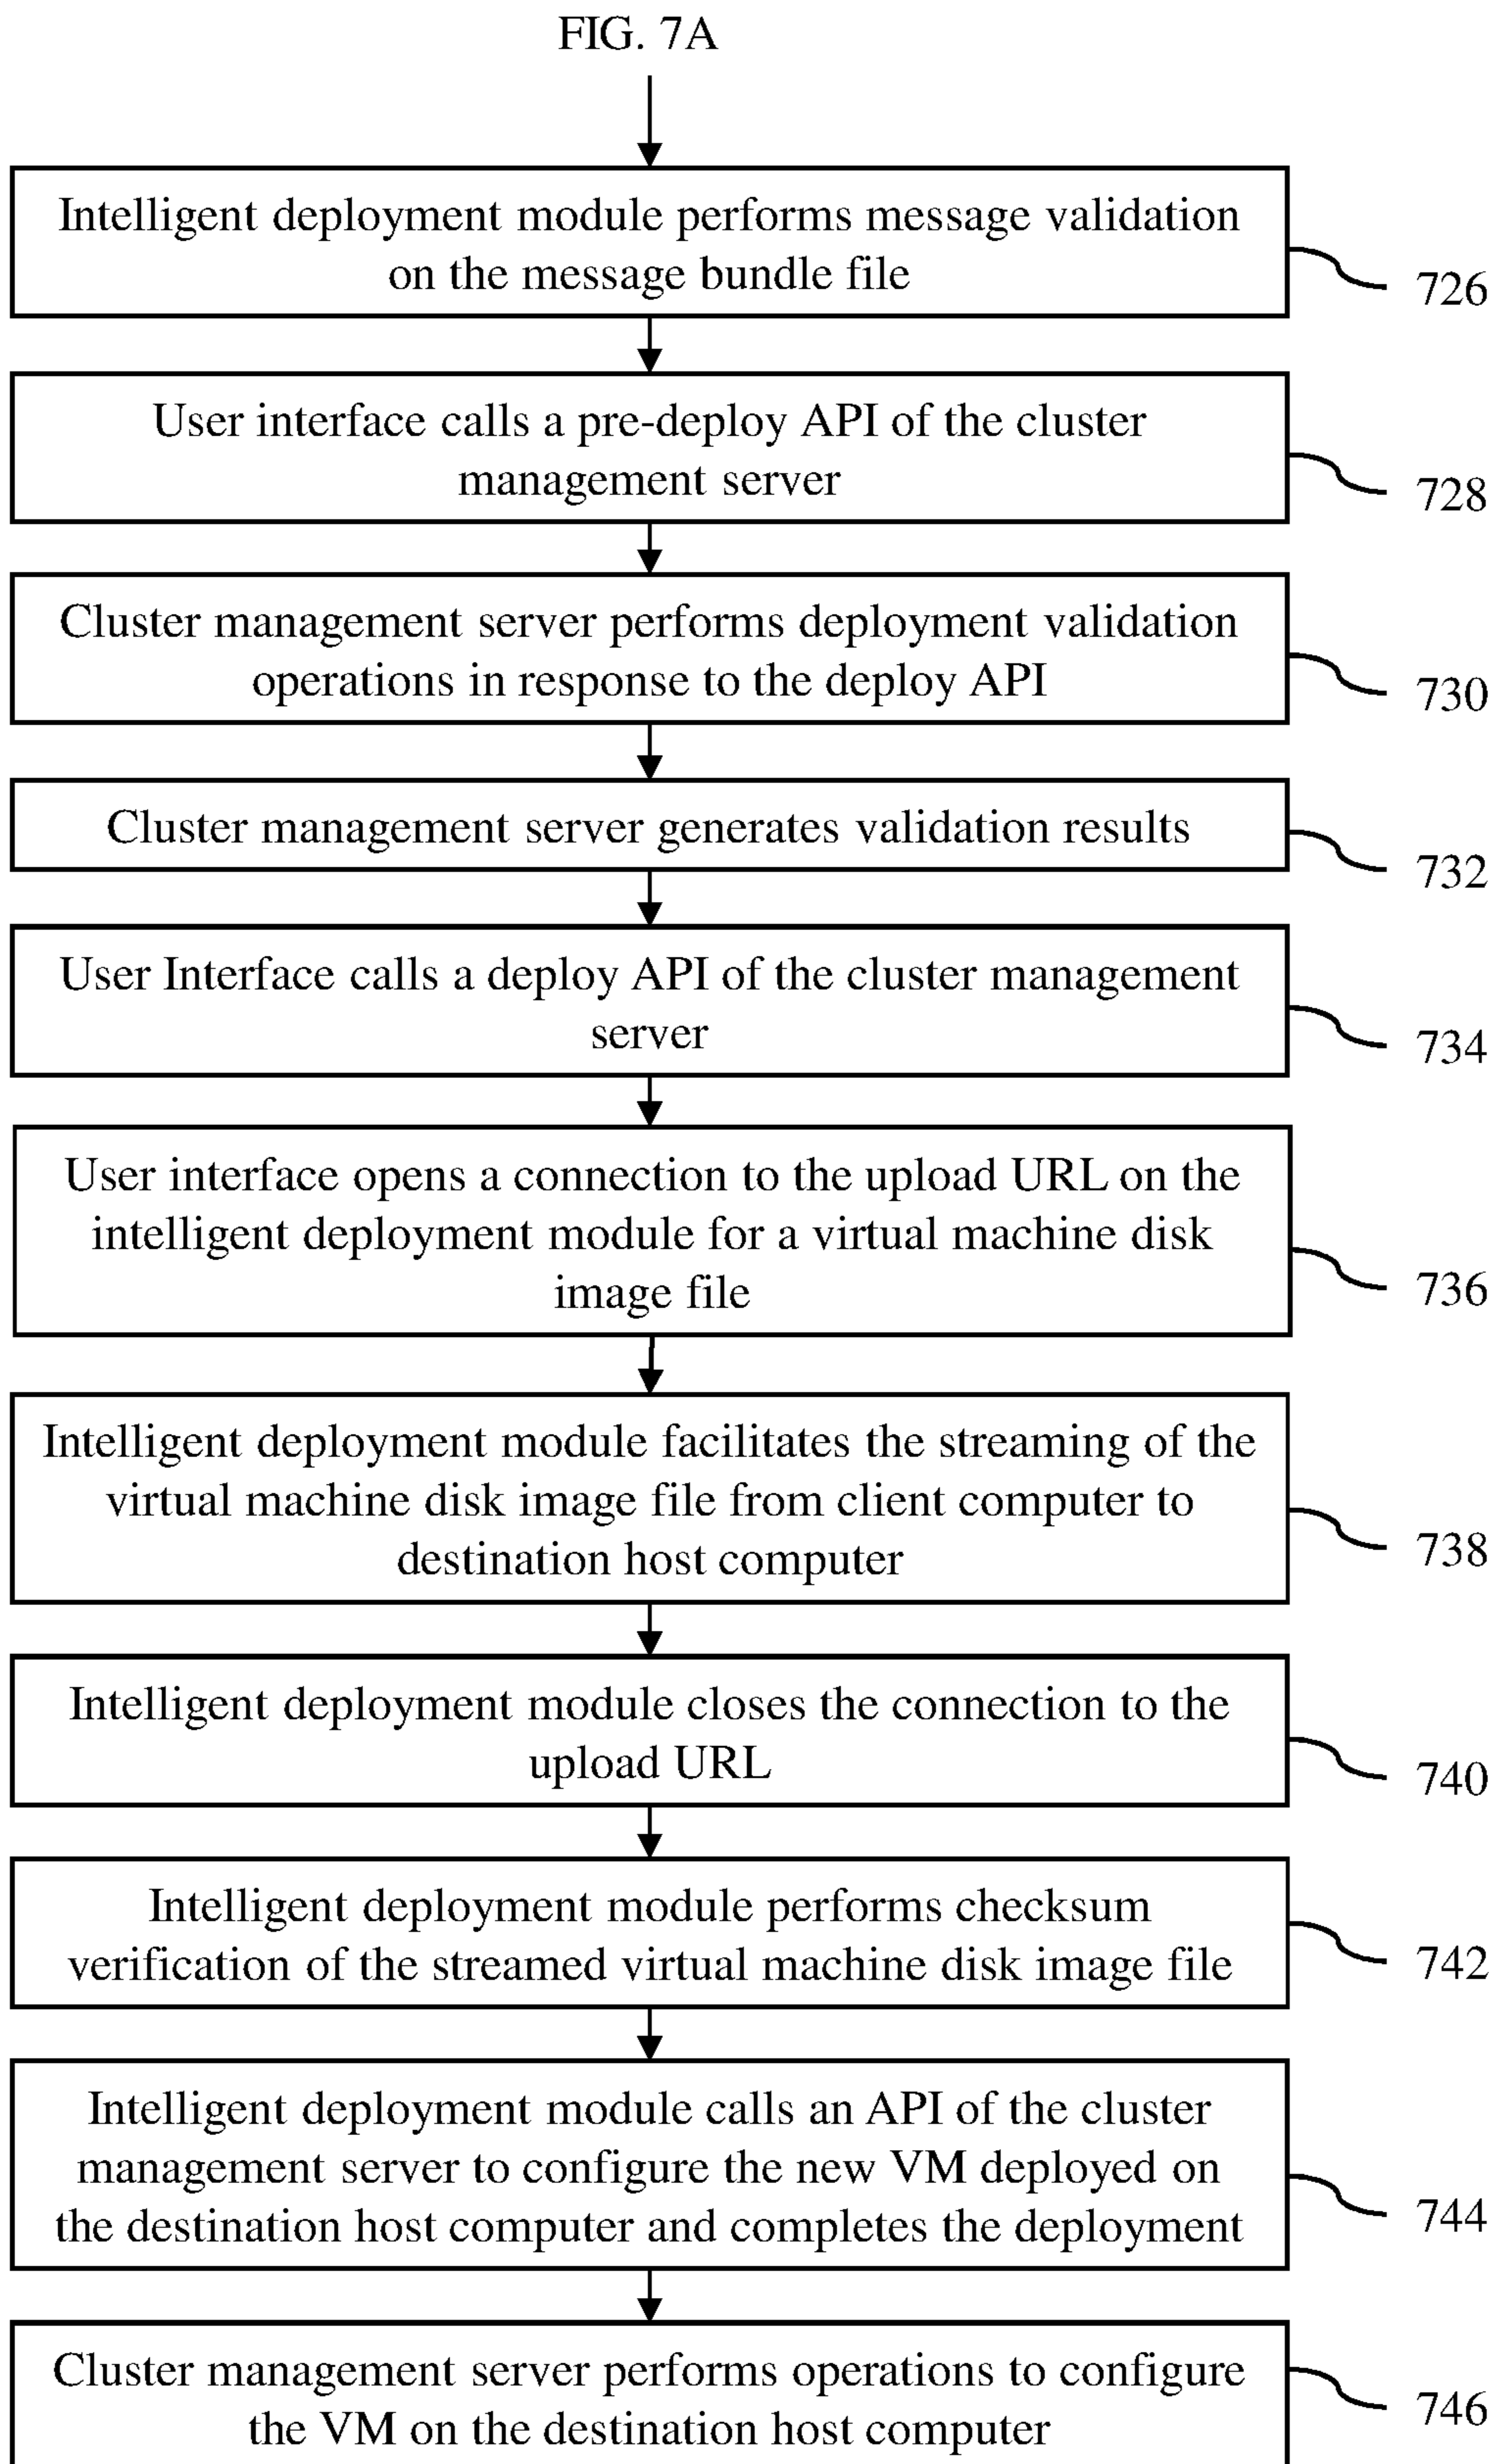 FIG. 7A
Intelligent deployment module performs message validation
on the message bundle file
726
User interface calls a pre-deploy API of the cluster
management server
728
Cluster management server performs deployment validation
operations in response to the deploy API
730
Cluster management server generates validation results
732
User Interface calls a deploy API of the cluster management
server
734
User interface opens a connection to the upload URL on the
intelligent deployment module for a virtual machine disk
image file
736
Intelligent deployment module facilitates the streaming of the
virtual machine disk image file from client computer to
destination host computer
738
Intelligent deployment module closes the connection to the
upload URL
740
Intelligent deployment module performs checksum
verification of the streamed virtual machine disk image file
742
Intelligent deployment module calls an API of the cluster
management server to configure the new VM deployed on
the destination host computer and completes the deployment
744
Cluster management server performs operations to configure
the VM on the destination host computer
746